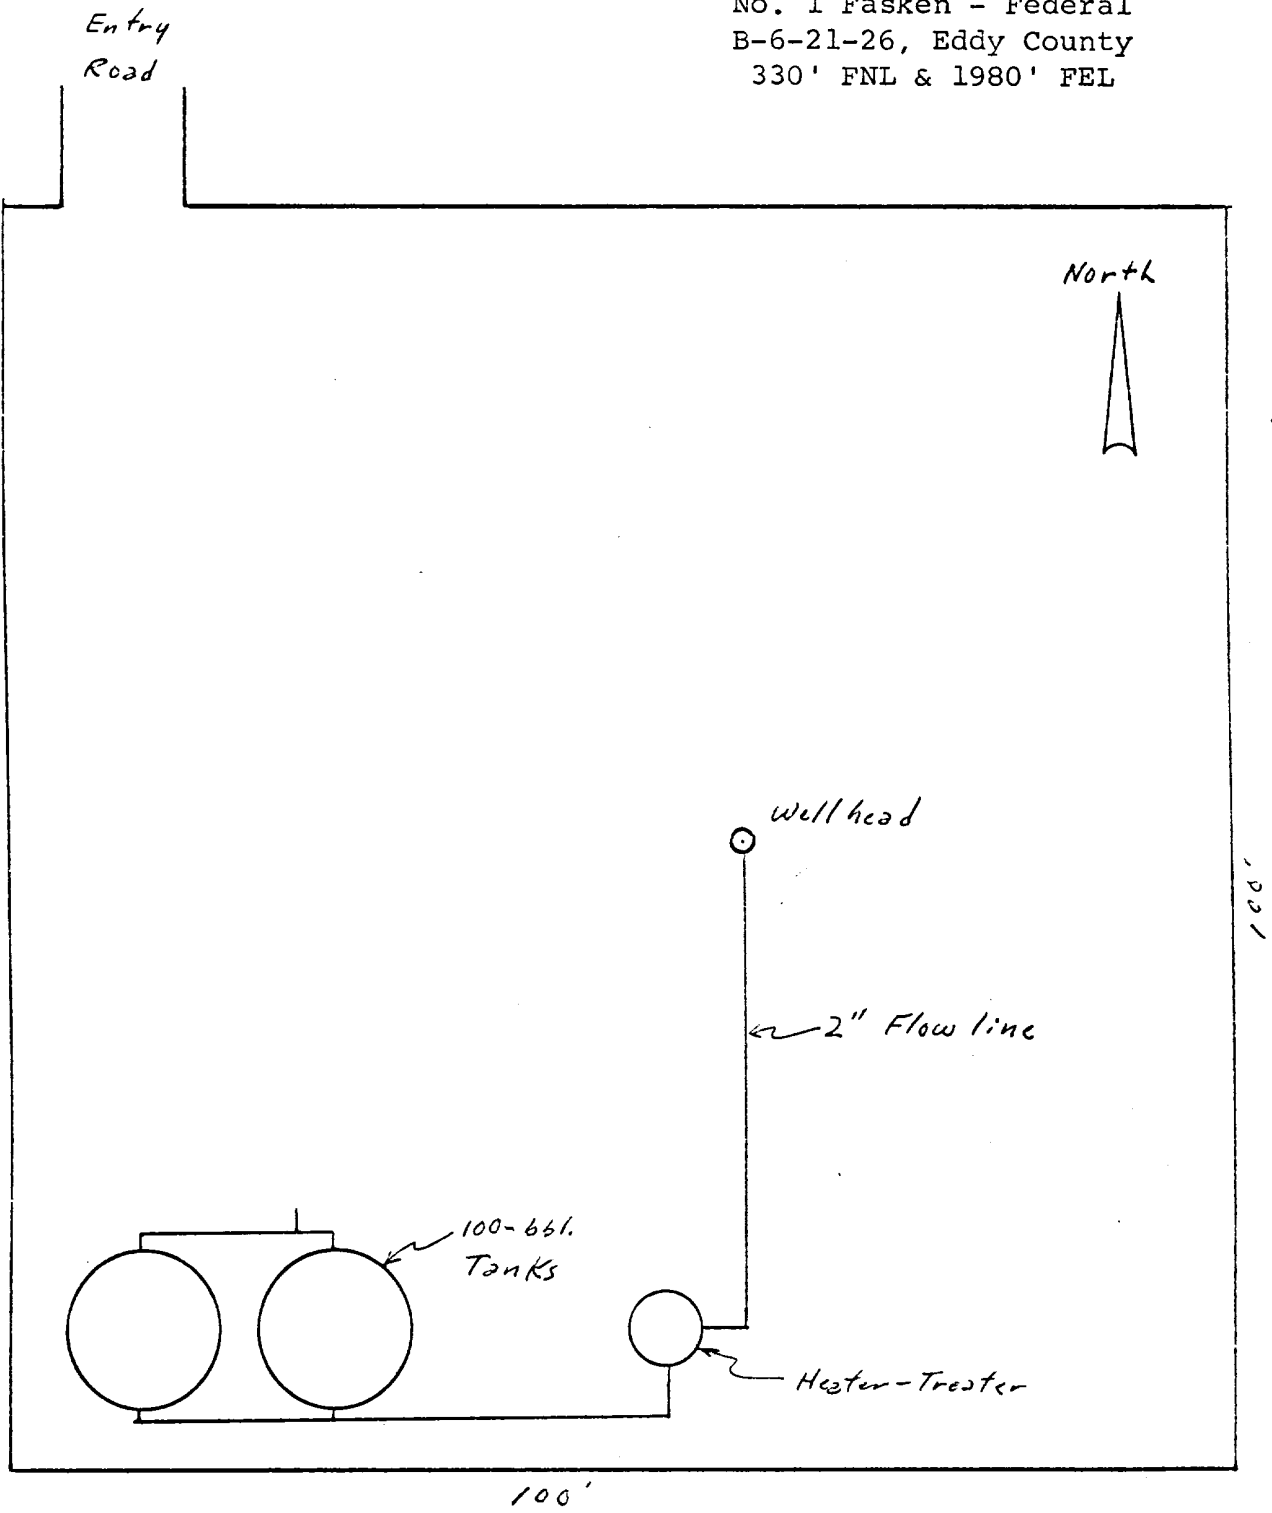 No. 1 Fasken - Federal
B-6-21-26, Eddy County
330' FNL & 1980' FEL
Entry
Road
North
Wellhead
2" Flow line
100-bbl.
Tanks
Heater-Treater
100'
100'